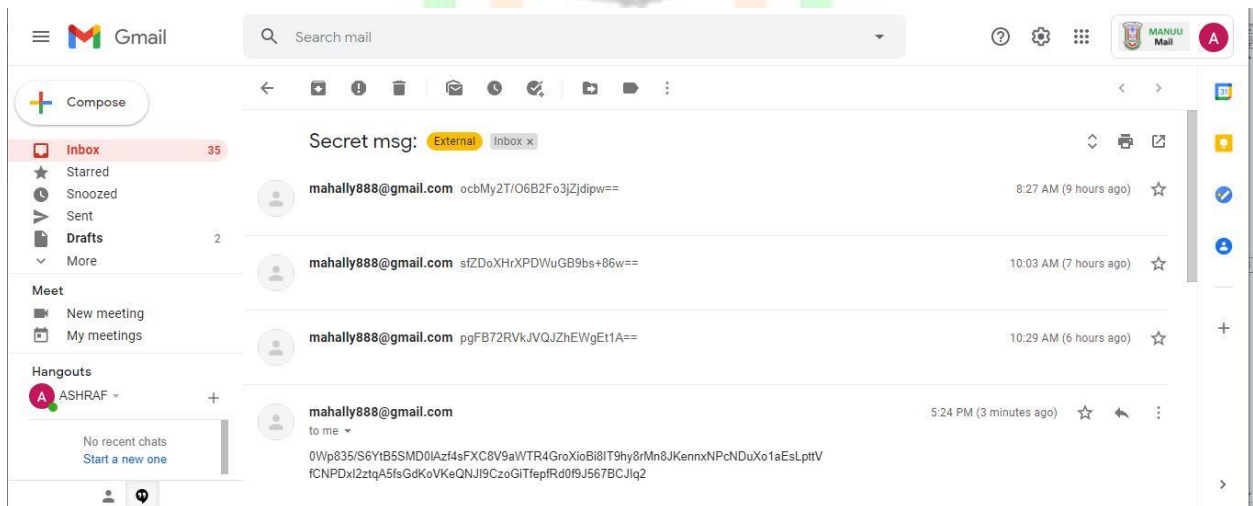 Gmail
Search mail
MANUU
Mail
A
Compose
31
Secret msg: External Inbox x
Inbox 35
Starred
Snoozed
Sent
Drafts 2
More
mahally888@gmail.com ocbMy2T/O6B2Fo3jZjdipw== 8:27 AM (9 hours ago)
mahally888@gmail.com sfZDoXHrXPDWuGB9bs+86w== 10:03 AM (7 hours ago)
Meet
New meeting
My meetings
mahally888@gmail.com pgFB72RVkJVQJZhEWgEt1A== 10:29 AM (6 hours ago)
Hangouts
A ASHRAF
No recent chats
Start a new one
mahally888@gmail.com 5:24 PM (3 minutes ago)
to me
0Wp835/S6YtB5SMD0IAzf4sFXC8V9aWTR4GroXioBi8IT9hy8rMn8JKennxNPcNDuXo1aEsLpttV
fCNPDxI2ztqA5fsGdKoVKeQNJI9CzoGiTfepfRd0f9J567BCJIq2